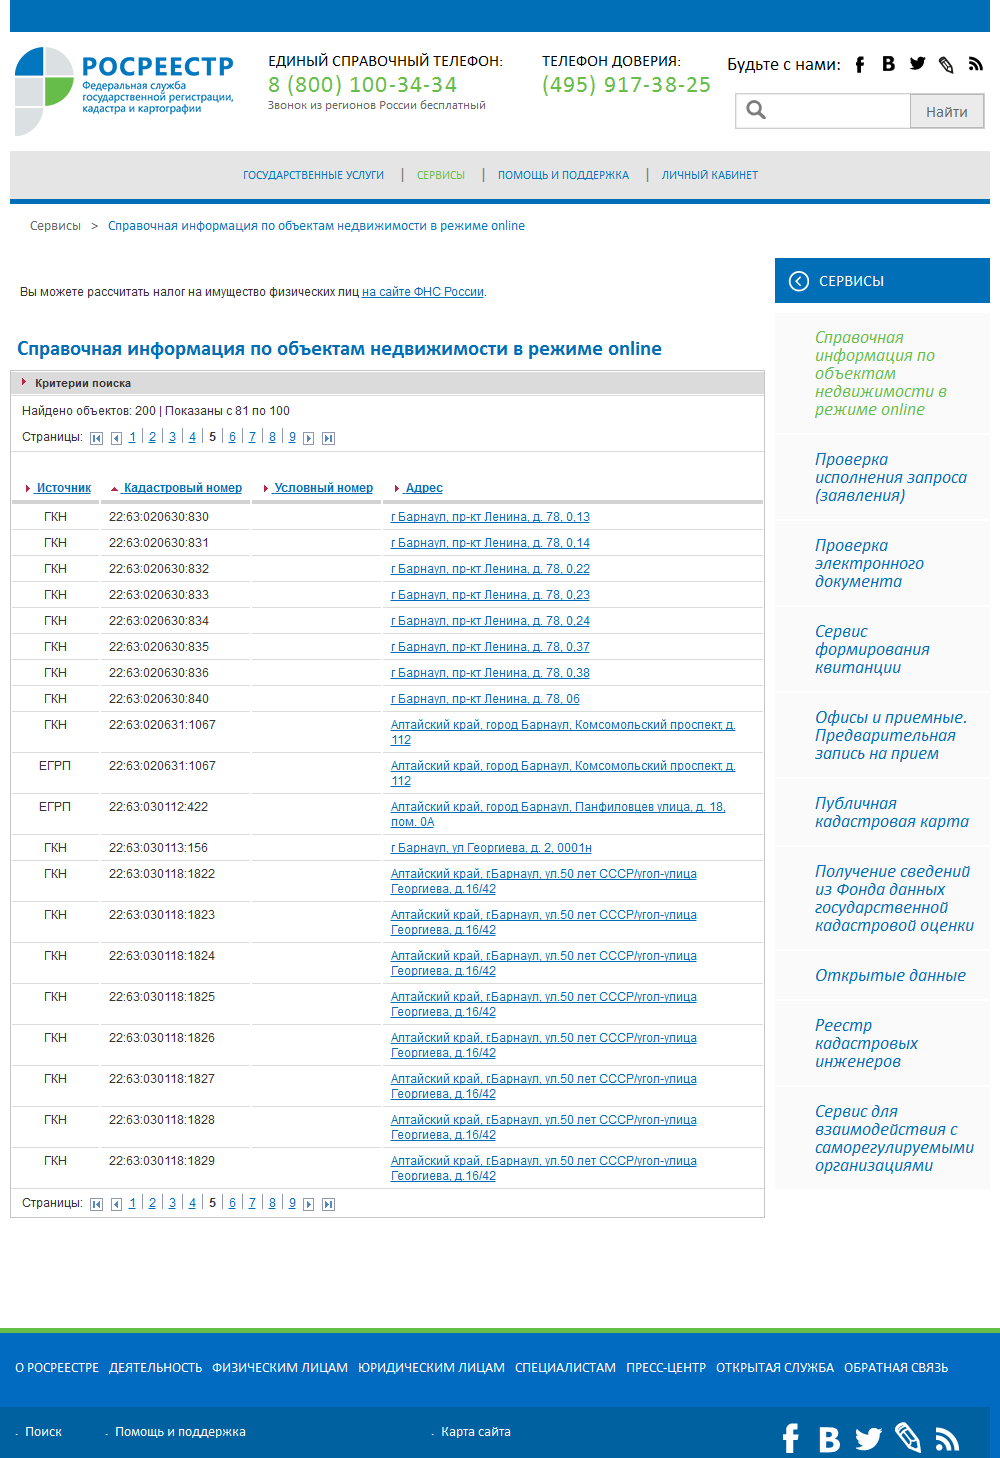 РОСРЕЕСТР
Федеральная служба
государственной регистрации,
кадастра и картографии
ЕДИНЫЙ СПРАВОЧНЫЙ ТЕЛЕФОН:
8 (800) 100-34-34
Звонок из регионов России бесплатный
ТЕЛЕФОН ДОВЕРИЯ:
(495) 917-38-25
Будьте с нами:
Найти
ГОСУДАРСТВЕННЫЕ УСЛУГИ | СЕРВИСЫ | ПОМОЩЬ И ПОДДЕРЖКА | ЛИЧНЫЙ КАБИНЕТ
Сервисы > Справочная информация по объектам недвижимости в режиме online
Вы можете рассчитать налог на имущество физических лиц на сайте ФНС России.
Справочная информация по объектам недвижимости в режиме online
Критерии поиска
Найдено объектов: 200 | Показаны с 81 по 100
Страницы: 1 | 2 | 3 | 4 | 5 | 6 | 7 | 8 | 9
Источник Кадастровый номер Условный номер Адрес
ГКН 22:63:020630:830 г Барнаул, пр-кт Ленина, д. 78, 0,13
ГКН 22:63:020630:831 г Барнаул, пр-кт Ленина, д. 78, 0,14
ГКН 22:63:020630:832 г Барнаул, пр-кт Ленина, д. 78, 0,22
ГКН 22:63:020630:833 г Барнаул, пр-кт Ленина, д. 78, 0,23
ГКН 22:63:020630:834 г Барнаул, пр-кт Ленина, д. 78, 0,24
ГКН 22:63:020630:835 г Барнаул, пр-кт Ленина, д. 78, 0,37
ГКН 22:63:020630:836 г Барнаул, пр-кт Ленина, д. 78, 0,38
ГКН 22:63:020630:840 г Барнаул, пр-кт Ленина, д. 78, 06
ГКН 22:63:020631:1067 Алтайский край, город Барнаул, Комсомольский проспект, д.
112
ЕГРП 22:63:020631:1067 Алтайский край, город Барнаул, Комсомольский проспект, д.
112
ЕГРП 22:63:030112:422 Алтайский край, город Барнаул, Панфиловцев улица, д. 18,
пом. 0А
ГКН 22:63:030113:156 г Барнаул, ул Георгиева, д. 2, 0001н
ГКН 22:63:030118:1822 Алтайский край, г.Барнаул, ул.50 лет СССР/угол-улица
Георгиева, д.16/42
ГКН 22:63:030118:1823 Алтайский край, г.Барнаул, ул.50 лет СССР/угол-улица
Георгиева, д.16/42
ГКН 22:63:030118:1824 Алтайский край, г.Барнаул, ул.50 лет СССР/угол-улица
Георгиева, д.16/42
ГКН 22:63:030118:1825 Алтайский край, г.Барнаул, ул.50 лет СССР/угол-улица
Георгиева, д.16/42
ГКН 22:63:030118:1826 Алтайский край, г.Барнаул, ул.50 лет СССР/угол-улица
Георгиева, д.16/42
ГКН 22:63:030118:1827 Алтайский край, г.Барнаул, ул.50 лет СССР/угол-улица
Георгиева, д.16/42
ГКН 22:63:030118:1828 Алтайский край, г.Барнаул, ул.50 лет СССР/угол-улица
Георгиева, д.16/42
ГКН 22:63:030118:1829 Алтайский край, г.Барнаул, ул.50 лет СССР/угол-улица
Георгиева, д.16/42
Страницы: 1 | 2 | 3 | 4 | 5 | 6 | 7 | 8 | 9
СЕРВИСЫ
Справочная
информация по
объектам
недвижимости в
режиме online
Проверка
исполнения запроса
(заявления)
Проверка
электронного
документа
Сервис
формирования
квитанции
Офисы и приемные.
Предварительная
запись на прием
Публичная
кадастровая карта
Получение сведений
из Фонда данных
государственной
кадастровой оценки
Открытые данные
Реестр
кадастровых
инженеров
Сервис для
взаимодействия с
саморегулируемыми
организациями
О РОСРЕЕСТРЕ ДЕЯТЕЛЬНОСТЬ ФИЗИЧЕСКИМ ЛИЦАМ ЮРИДИЧЕСКИМ ЛИЦАМ СПЕЦИАЛИСТАМ ПРЕСС-ЦЕНТР ОТКРЫТАЯ СЛУЖБА ОБРАТНАЯ СВЯЗЬ
Поиск Помощь и поддержка Карта сайта